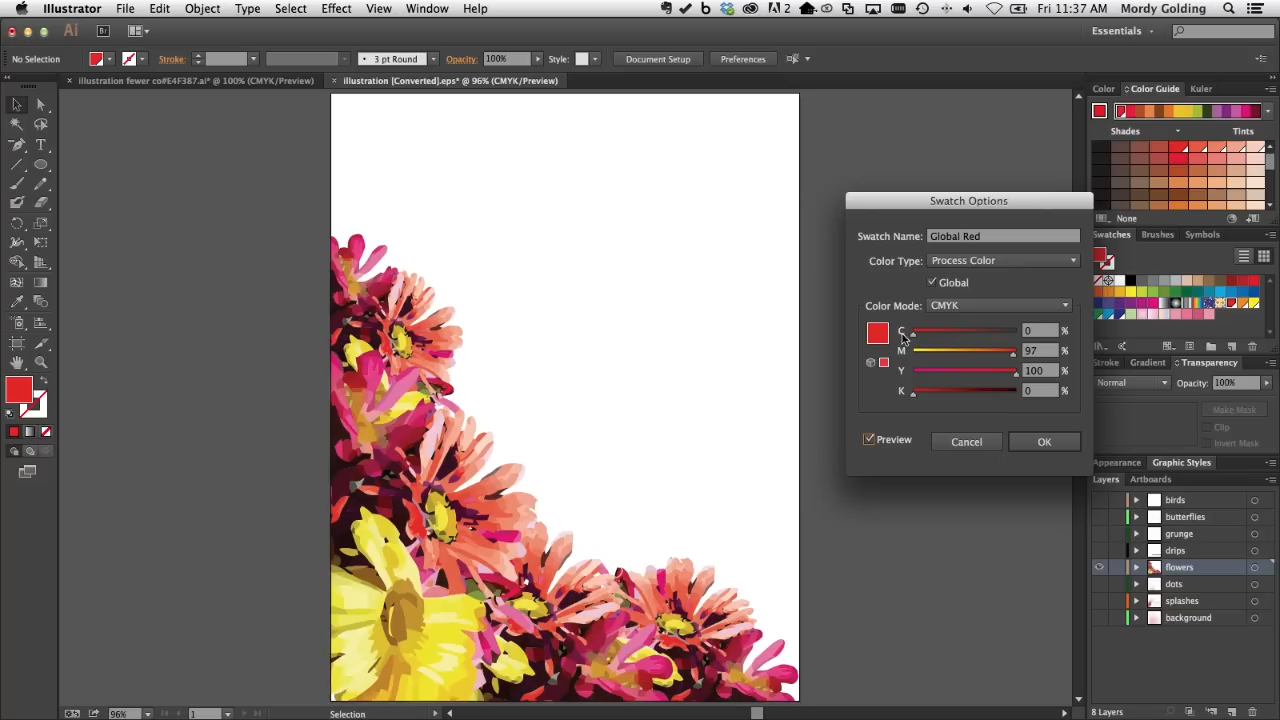 Illustrator File Edit Object Type Select Effect View Window Help 2 Fri 11:37 AM Mordy Golding
Ai Br Essentials
No Selection Stroke: 3 pt Round Opacity: 100% Style: Document Setup Preferences
× illustration fewer co#E4F387.ai* @ 100% (CMYK/Preview) × illustration [Converted].eps* @ 96% (CMYK/Preview)
Color Color Guide Kuler
Shades Tints
None
Swatches Brushes Symbols
Swatch Options
Swatch Name: Global Red
Color Type: Process Color
Global
Color Mode: CMYK
C 0 %
M 97 %
Y 100 %
K 0 %
Preview Cancel OK
Stroke Gradient Transparency
Normal Opacity: 100%
Make Mask
Clip
Invert Mask
Appearance Graphic Styles
Layers Artboards
birds
butterflies
grunge
drips
flowers
dots
splashes
background
96% 1 Selection 8 Layers